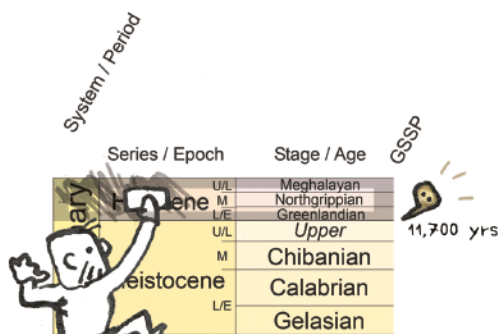 System / Period
Series / Epoch
Stage / Age
GSSP
U/L
Meghalayan
M
Northgrippian
L/E
Greenlandian
U/L
Upper
11,700 yrs
M
Chibanian
Calabrian
L/E
Gelasian